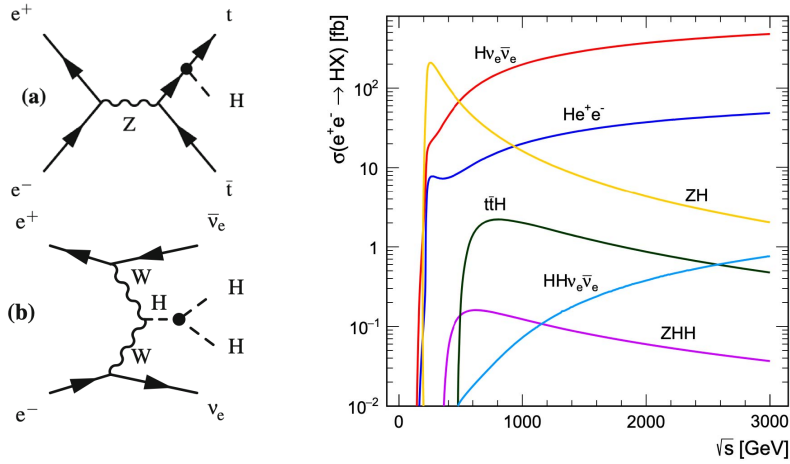 e⁺
t
(a)
Z
H
e⁻
t̄
e⁺
ν̄ₑ
W
H
H
(b)
W
H
e⁻
νₑ
σ(e⁺e⁻ → HX) [fb]
10²
10
1
10⁻¹
10⁻²
Hνₑν̄ₑ
He⁺e⁻
ZH
tt̄H
HHνₑν̄ₑ
ZHH
0 1000 2000 3000
√s [GeV]